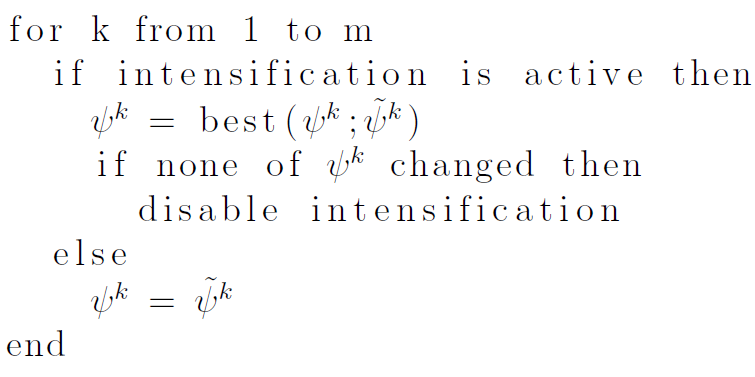 for k from 1 to m
if intensification is active then
ψ^k = best(ψ^k;ψ̃^k)
if none of ψ^k changed then
disable intensification
else
ψ^k = ψ̃^k
end